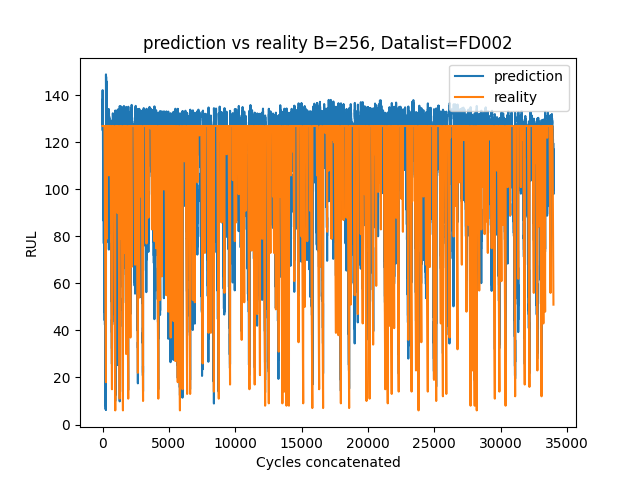 prediction vs reality B=256, Datalist=FD002
prediction
reality
RUL
140
120
100
80
60
40
20
0
0 5000 10000 15000 20000 25000 30000 35000
Cycles concatenated